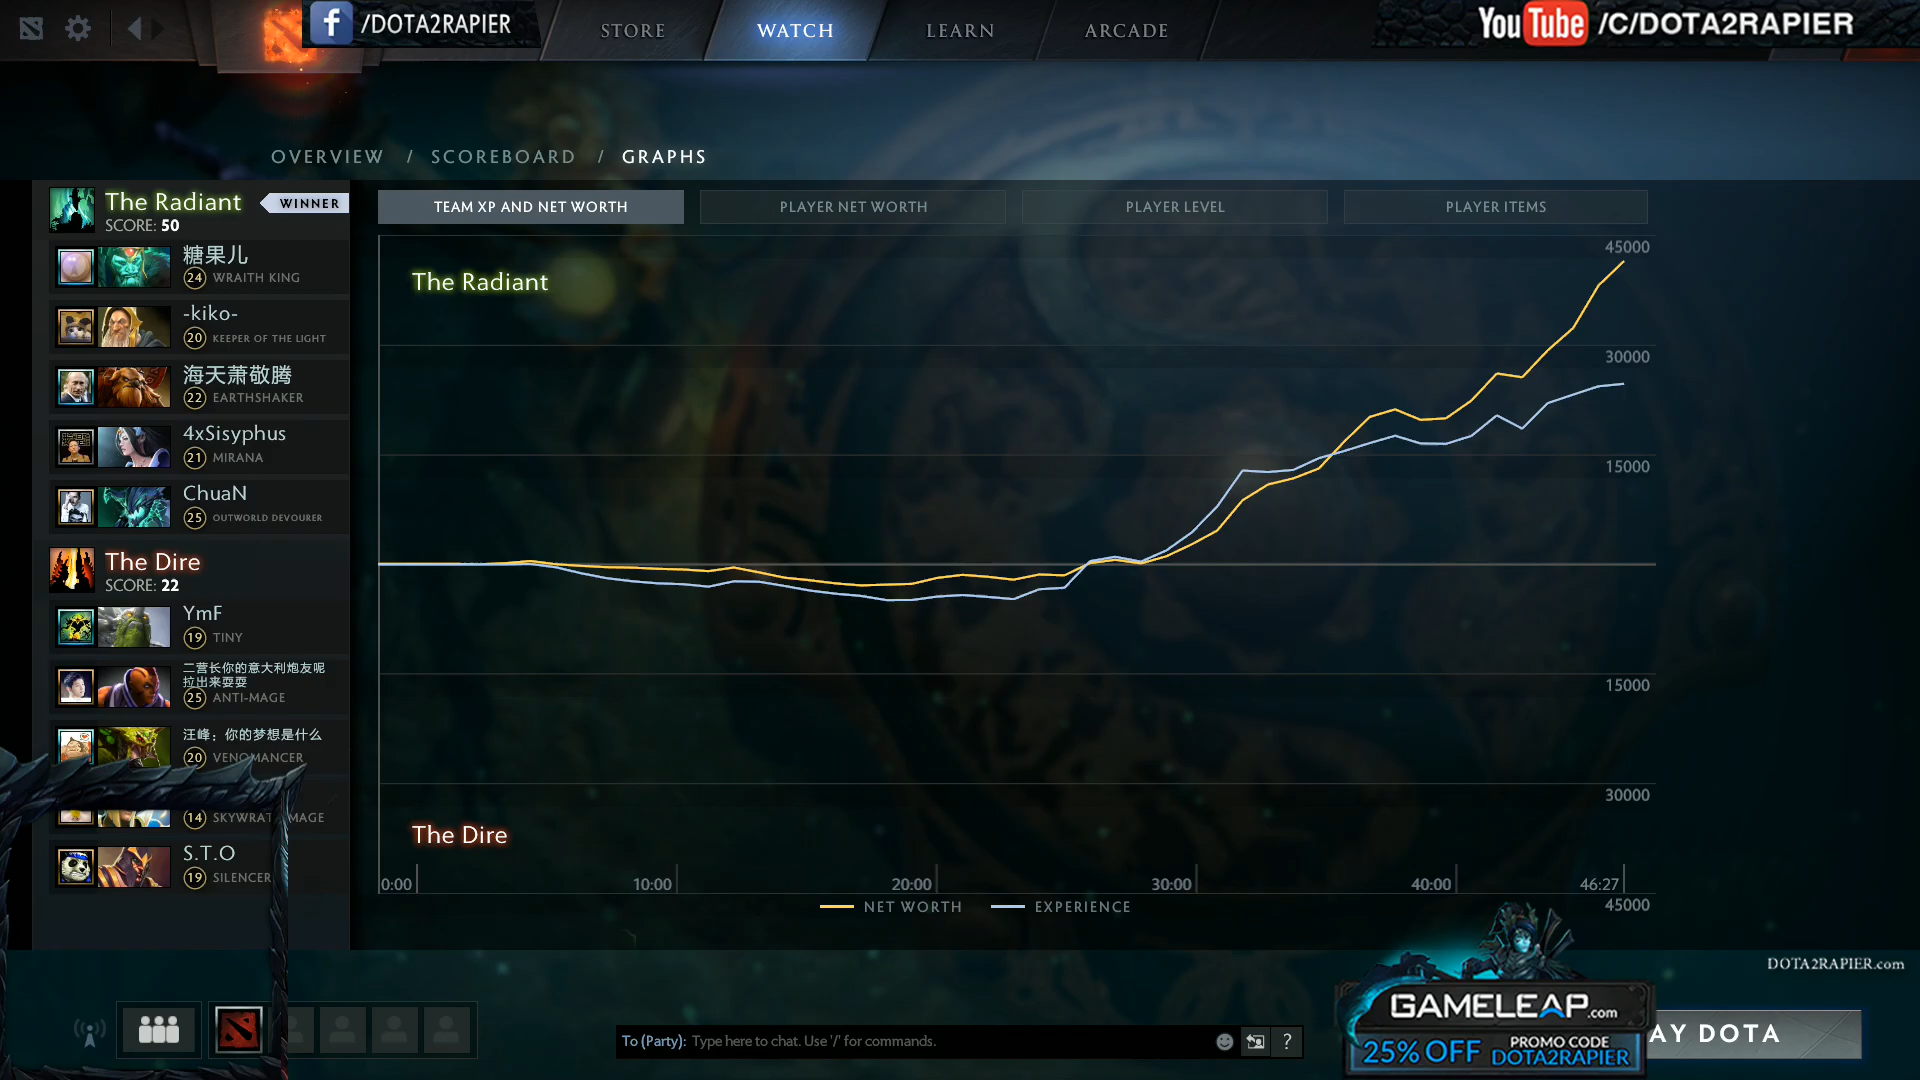 /DOTA2RAPIER
STORE
WATCH
LEARN
ARCADE
YouTube /C/DOTA2RAPIER
OVERVIEW / SCOREBOARD / GRAPHS
The Radiant
WINNER
SCORE: 50
糖果儿
24 WRAITH KING
-kiko-
20 KEEPER OF THE LIGHT
海天萧敬腾
22 EARTHSHAKER
4xSisyphus
21 MIRANA
ChuaN
25 OUTWORLD DEVOURER
The Dire
SCORE: 22
YmF
19 TINY
二营长你的意大利炮友呢
拉出来耍耍
25 ANTI-MAGE
汪峰：你的梦想是什么
20 VENOMANCER
14 SKYWRAT MAGE
S.T.O
19 SILENCER
TEAM XP AND NET WORTH
PLAYER NET WORTH
PLAYER LEVEL
PLAYER ITEMS
The Radiant
45000
30000
15000
15000
30000
The Dire
0:00
10:00
20:00
30:00
40:00
46:27
45000
NET WORTH
EXPERIENCE
DOTA2RAPIER.com
To (Party): Type here to chat. Use '/' for commands.
?
GAMELEAP.com
25% OFF
PROMO CODE
DOTA2RAPIER
AY DOTA